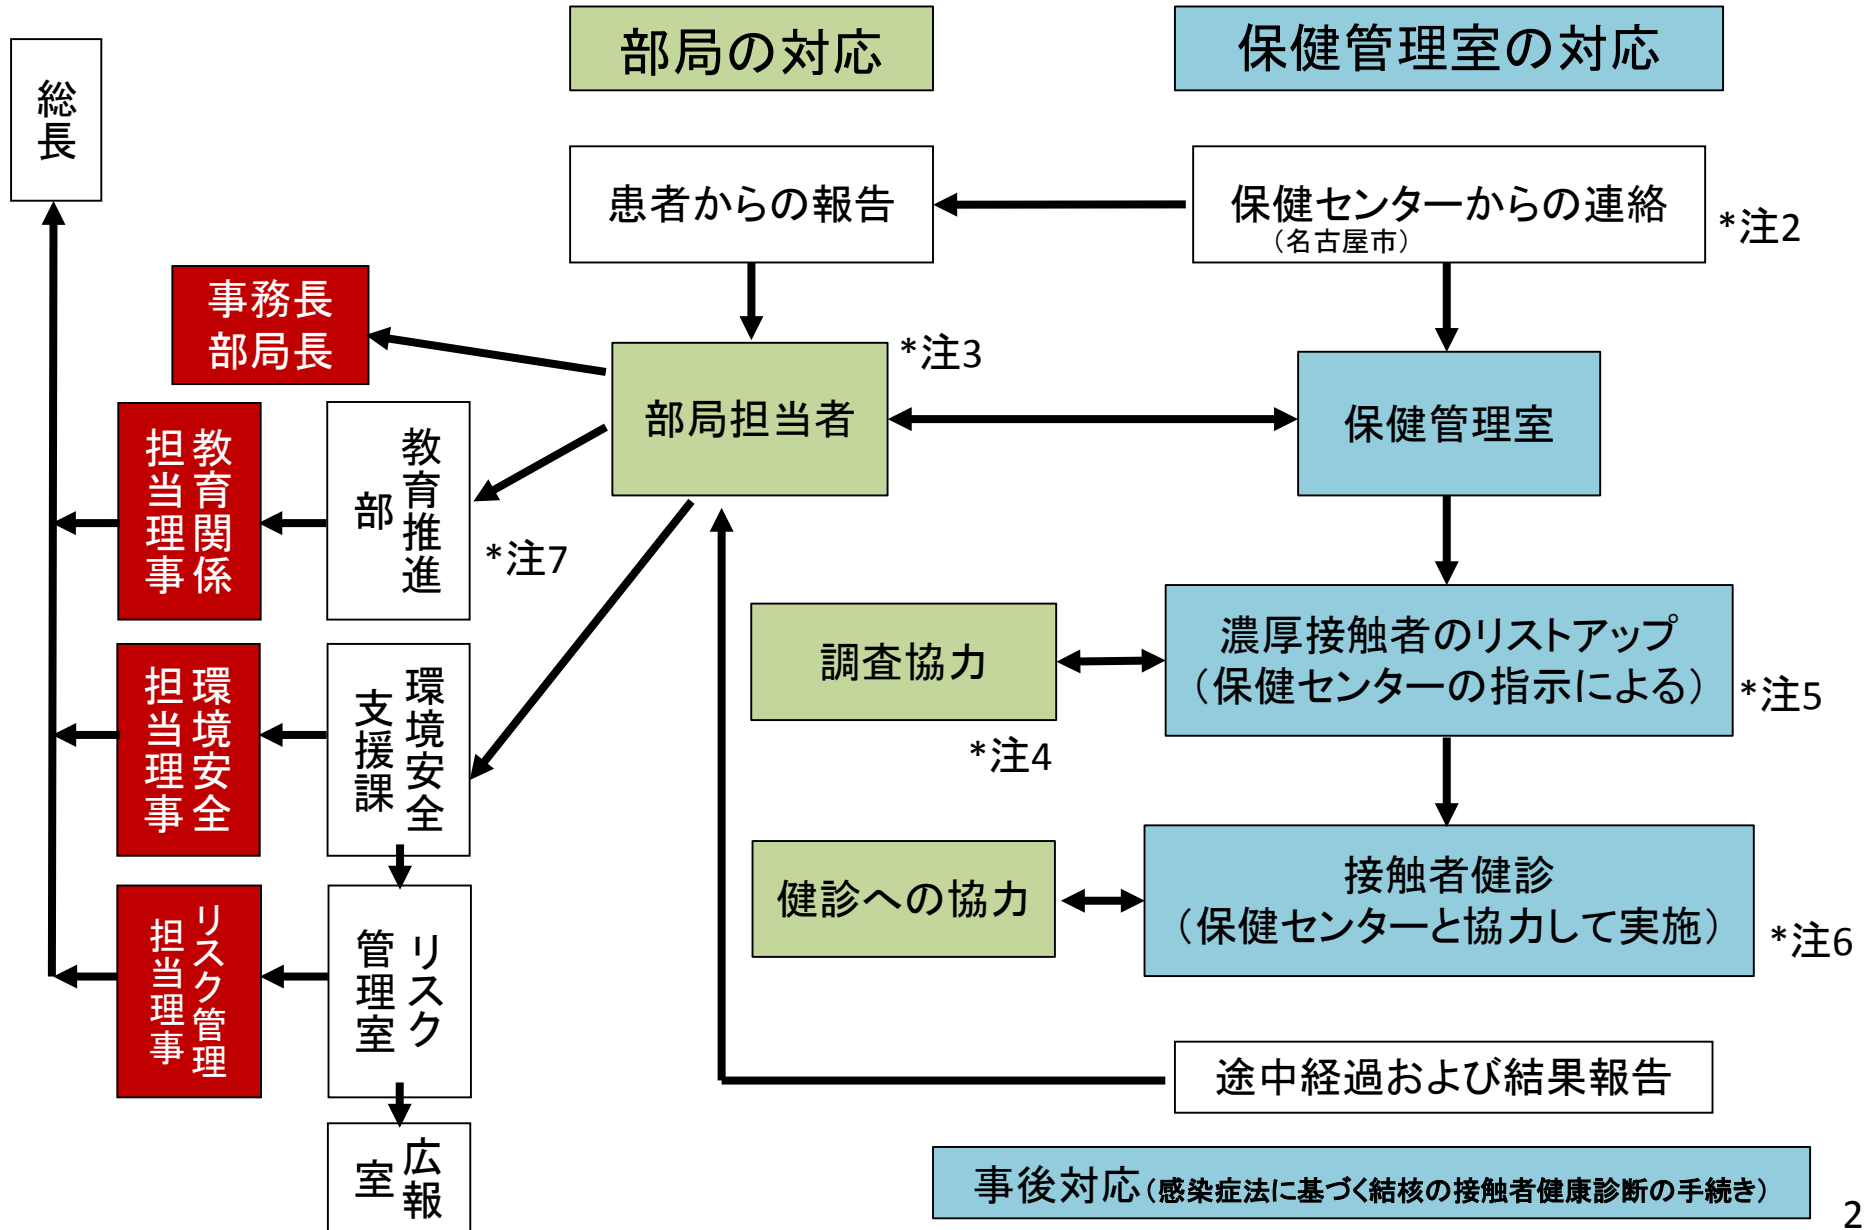 部局の対応
保健管理室の対応
総長
患者からの報告
保健センターからの連絡
（名古屋市）
*注2
事務長
部局長
部局担当者
*注3
保健管理室
教育関係
担当理事
教育推進
部
*注7
調査協力
*注4
濃厚接触者のリストアップ
（保健センターの指示による）
*注5
環境安全
担当理事
環境安全
支援課
健診への協力
接触者健診
（保健センターと協力して実施）
*注6
リスク管理
担当理事
リスク
管理室
途中経過および結果報告
広報
室
事後対応（感染症法に基づく結核の接触者健康診断の手続き）
2